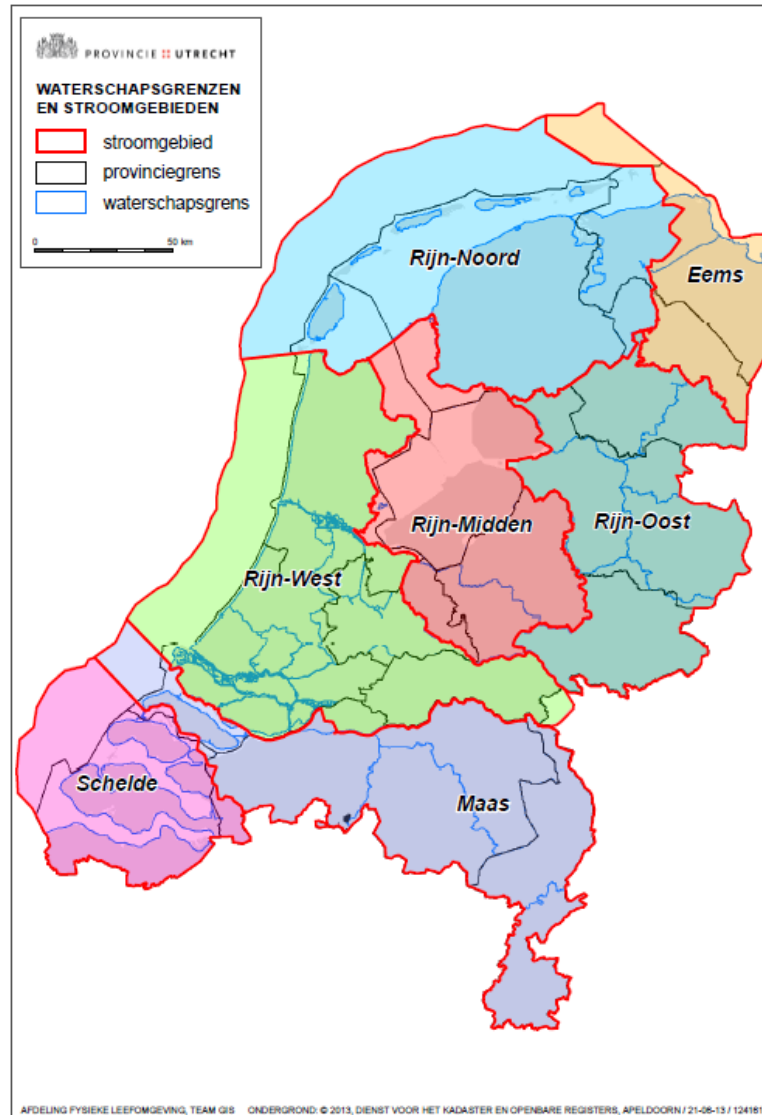 PROVINCIE UTRECHT
WATERSCHAPSGRENZEN
EN STROOMGEBIEDEN
stroomgebied
provinciegrens
waterschapsgrens
0 50 km
Rijn-Noord
Eems
Rijn-Midden
Rijn-Oost
Rijn-West
Schelde
Maas
AFDELING FYSIEKE LEEFOMGEVING, TEAM GIS ONDERGROND: © 2013, DIENST VOOR HET KADASTER EN OPENBARE REGISTERS, APELDOORN / 21-06-13 /